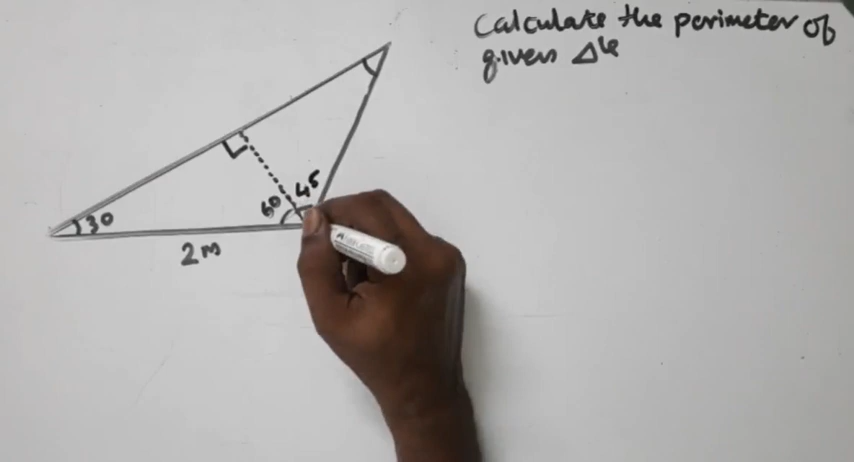 Calculate the perimeter of
given Δle
45
60
30
2m